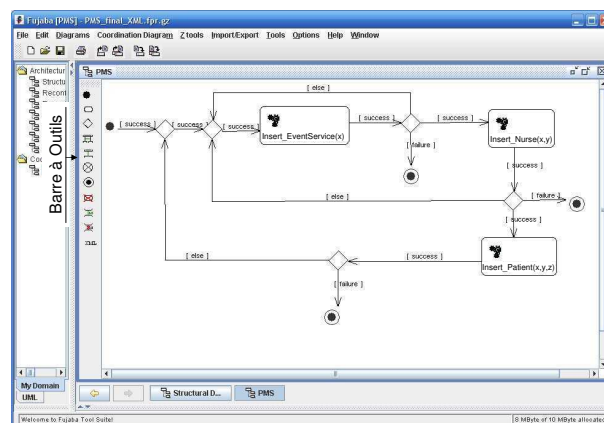 Fujaba [PMS] - PMS_final_XML.fpr.gz
File Edit Diagrams Coordination Diagram Z tools Import/Export Tools Options Help Window
Architectur
Structu
Recont
Co
Barre à Outils
PMS
[ else ]
[ success ]
[ success ]
[ success ]
Insert_EventService(x)
[ success ]
[ success ]
Insert_Nurse(x,y)
[ failure ]
[ success ]
[ else ]
[ failure ]
[ success ]
[ else ]
[ success ]
Insert_Patient(x,y,z)
[ failure ]
My Domain
UML
Structural D...
PMS
Welcome to Fujaba Tool Suite!
8 MByte of 10 MByte allocated